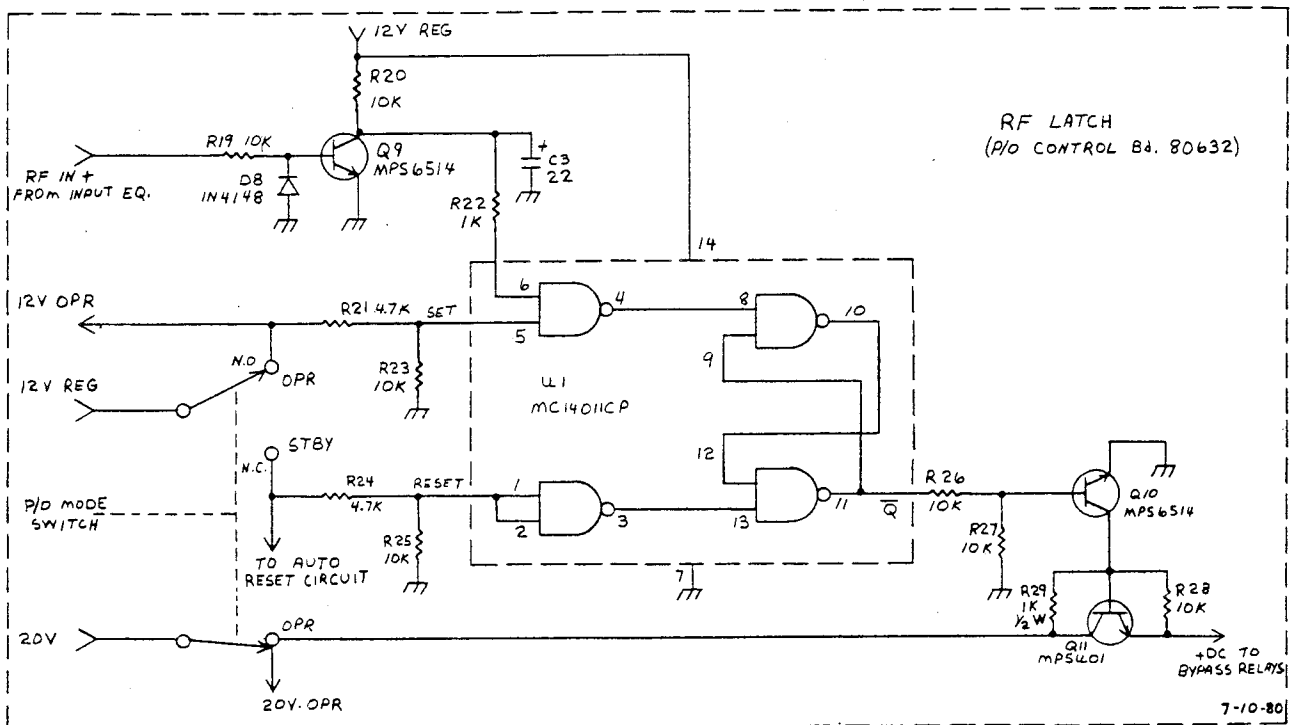 12V REG
R20
10K
RF LATCH
(P/O CONTROL Bd. 80632)
R19 10K
Q9
MPS6514
+
C3
22
RF IN +
FROM INPUT EQ.
D8
1N4148
R22
1K
14
12V OPR
R21 4.7K
SET
6
5
4
8
9
10
N.O
OPR
R23
10K
12V REG
U1
MC14011CP
STBY
N.C.
R24
4.7K
RESET
1
2
3
12
13
11
Q̅
R26
10K
Q10
MPS6514
P/O MODE
SWITCH
R25
10K
R27
10K
TO AUTO
RESET CIRCUIT
7
R29
1K
½ W
R28
10K
20V
OPR
Q11
MPSU01
+DC TO
BYPASS RELAYS
20V. OPR
7-10-80